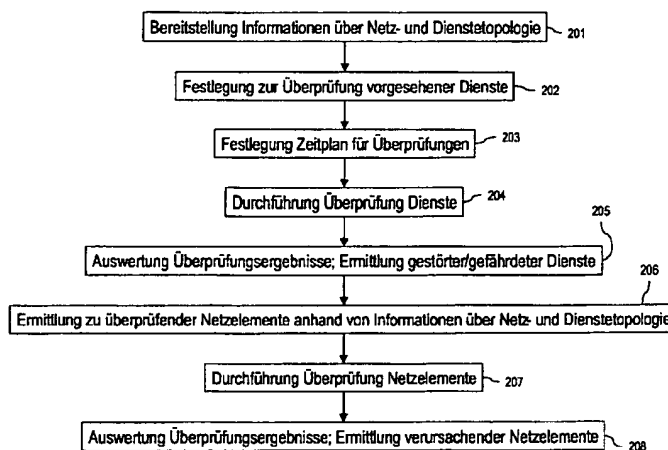 Bereitstellung Informationen über Netz- und Dienstetopologie 201
Festlegung zur Überprüfung vorgesehener Dienste 202
Festlegung Zeitplan für Überprüfungen 203
Durchführung Überprüfung Dienste 204
205
Auswertung Überprüfungsergebnisse; Ermittlung gestörter/gefährdeter Dienste
206
Ermittlung zu überprüfender Netzelemente anhand von Informationen über Netz- und Dienstetopologie
Durchführung Überprüfung Netzelemente 207
Auswertung Überprüfungsergebnisse; Ermittlung verursachender Netzelemente 208